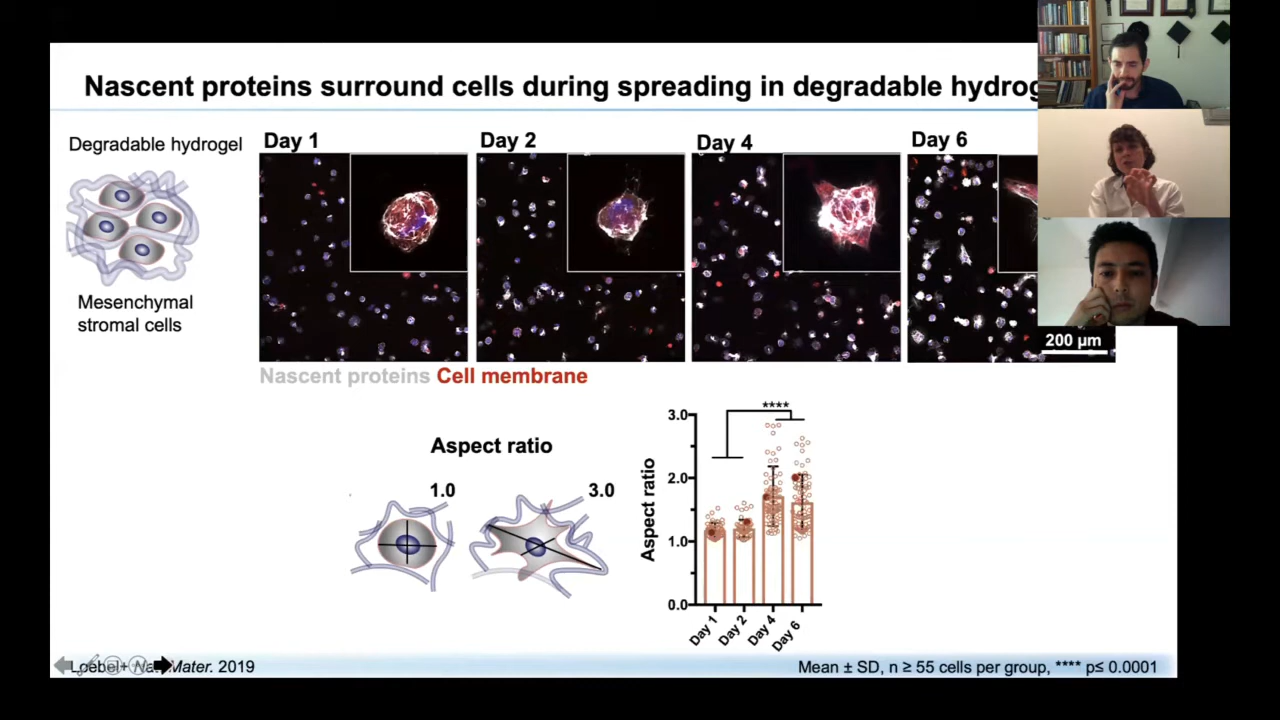 Nascent proteins surround cells during spreading in degradable hydrog
Degradable hydrogel
Mesenchymal
stromal cells
Day 1
Day 2
Day 4
Day 6
200 μm
Nascent proteins Cell membrane
Aspect ratio
1.0
3.0
****
3.0
2.0
1.0
0.0
Aspect ratio
Day 1
Day 2
Day 4
Day 6
Loebel+ Nat. Mater. 2019
Mean ± SD, n ≥ 55 cells per group, **** p≤ 0.0001